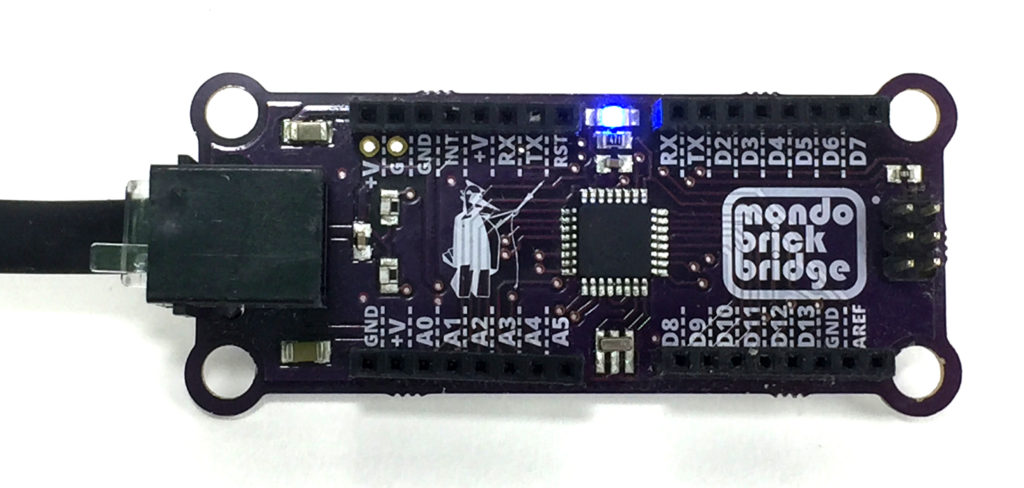 +V
G
GND
INT
+V
RX
TX
RST
RX
TX
D2
D3
D4
D5
D6
D7
mondo
brick
bridge
GND
+V
A0
A1
A2
A3
A4
A5
D8
D9
D10
D11
D12
D13
GND
AREF